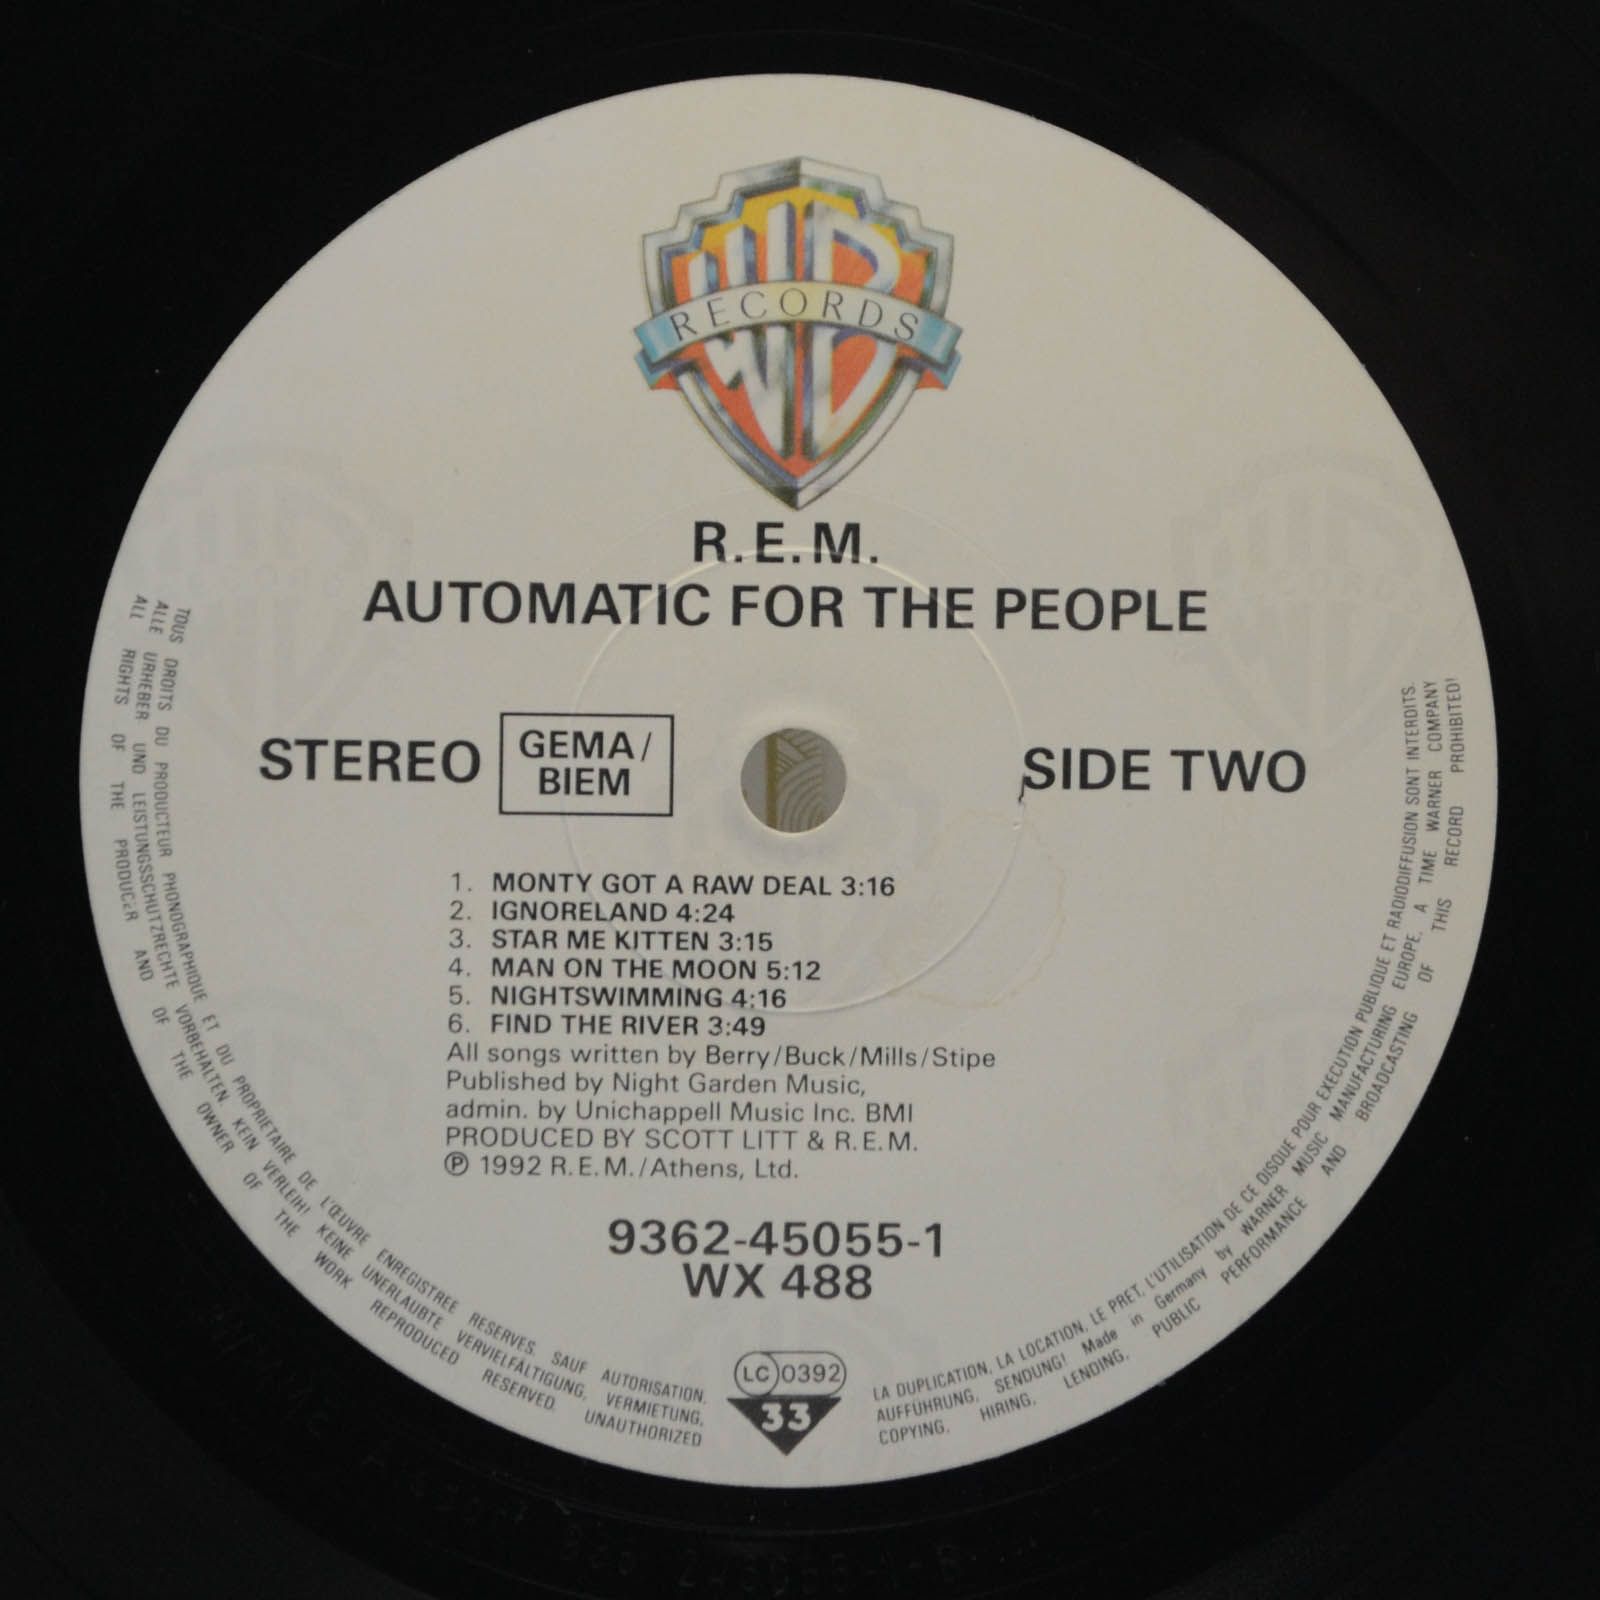 WB
RECORDS
R.E.M.
AUTOMATIC FOR THE PEOPLE
STEREO
GEMA/
BIEM
SIDE TWO
1. MONTY GOT A RAW DEAL 3:16
2. IGNORELAND 4:24
3. STAR ME KITTEN 3:15
4. MAN ON THE MOON 5:12
5. NIGHTSWIMMING 4:16
6. FIND THE RIVER 3:49
All songs written by Berry/Buck/Mills/Stipe
Published by Night Garden Music,
admin. by Unichappell Music Inc. BMI
PRODUCED BY SCOTT LITT & R.E.M.
℗ 1992 R.E.M./Athens, Ltd.
9362-45055-1
WX 488
LC 0392
33
TOUS DROITS DU PRODUCTEUR PHONOGRAPHIQUE ET DU PROPRIETAIRE DE L'ŒUVRE ENREGISTREE RESERVES. SAUF AUTORISATION,
ALLE URHEBER UND LEISTUNGSSCHUTZRECHTE VORBEHALTEN. KEIN VERLEIH! KEINE UNERLAUBTE VERVIELFÄLTIGUNG, VERMIETUNG,
ALL RIGHTS OF THE PRODUCER AND OF THE OWNER OF THE WORK REPRODUCED RESERVED. UNAUTHORIZED
LA DUPLICATION, LA LOCATION, LE PRET, L'UTILISATION DE CE DISQUE POUR EXECUTION PUBLIQUE ET RADIODIFFUSION SONT INTERDITS.
AUFFÜHRUNG, SENDUNG! Made in Germany by WARNER MUSIC MANUFACTURING EUROPE. A TIME WARNER COMPANY
COPYING, HIRING, LENDING, PUBLIC PERFORMANCE AND BROADCASTING OF THIS RECORD PROHIBITED!